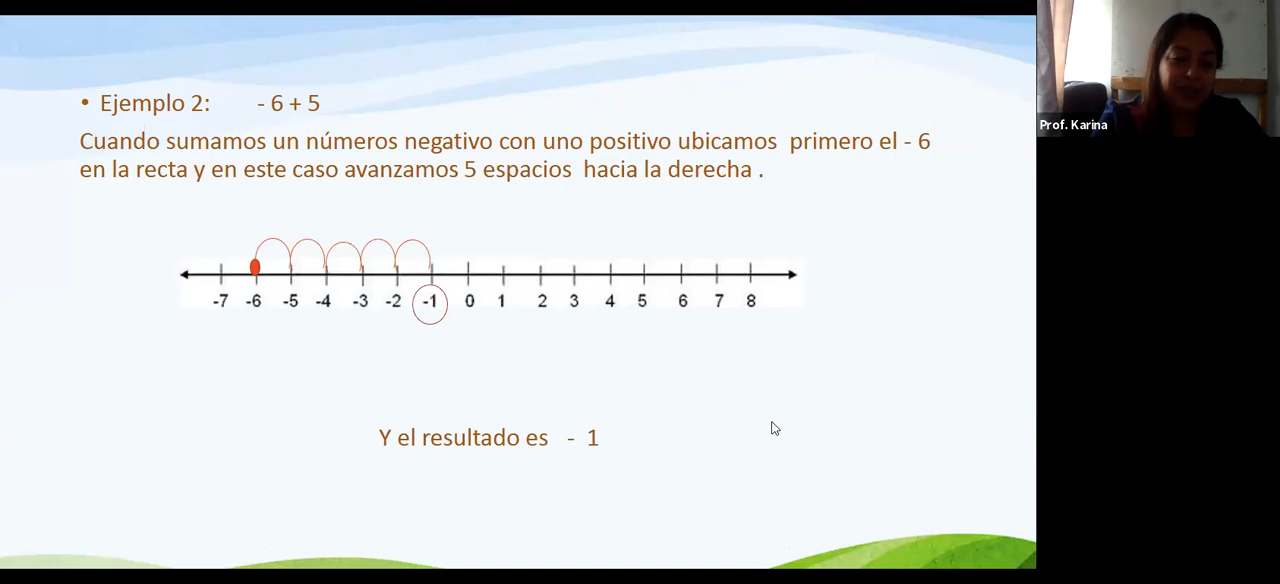 • Ejemplo 2: - 6 + 5
Cuando sumamos un números negativo con uno positivo ubicamos primero el - 6
en la recta y en este caso avanzamos 5 espacios hacia la derecha .
-7 -6 -5 -4 -3 -2 -1 0 1 2 3 4 5 6 7 8
Y el resultado es - 1
Prof. Karina